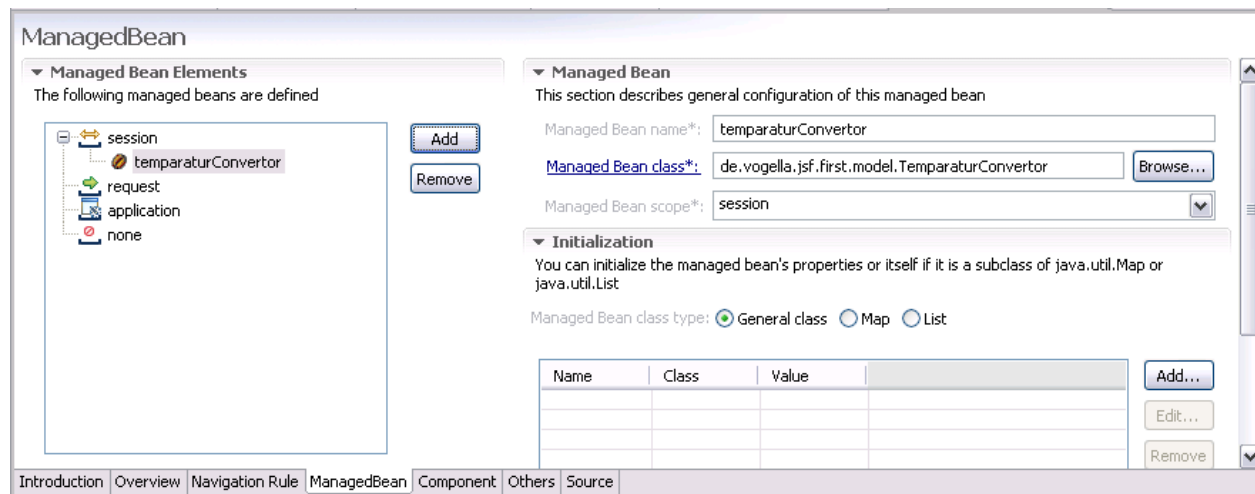 ManagedBean
Managed Bean Elements
The following managed beans are defined
session
temparaturConvertor
request
application
none
Add
Remove
Managed Bean
This section describes general configuration of this managed bean
Managed Bean name*: temparaturConvertor
Managed Bean class*: de.vogella.jsf.first.model.TemparaturConvertor Browse...
Managed Bean scope*: session
Initialization
You can initialize the managed bean's properties or itself if it is a subclass of java.util.Map or
java.util.List
Managed Bean class type: General class Map List
Name Class Value
Add...
Edit...
Remove
Introduction Overview Navigation Rule ManagedBean Component Others Source